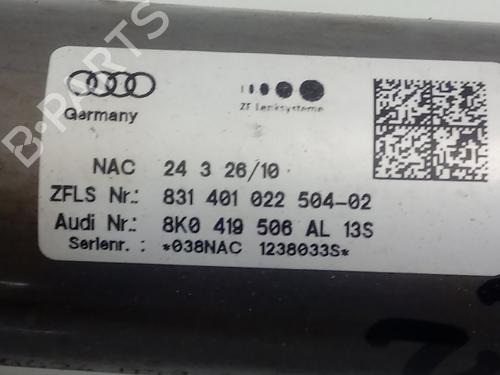 B-PARTS
Germany
ZF Lenksysteme
NAC 24 3 26/10
ZFLS Nr.: 831 401 022 504-02
Audi Nr.: 8K0 419 506 AL 13S
Serienr.: *038NAC 1238033S*